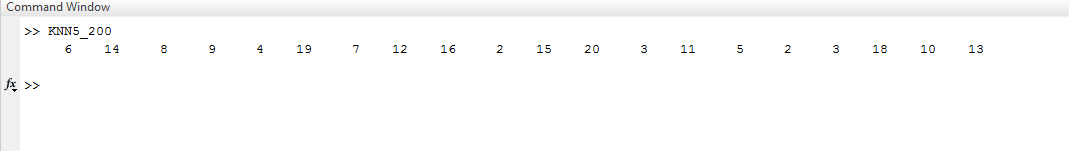 Command Window
>> KNN5_200
6 14 8 9 4 19 7 12 16 2 15 20 3 11 5 2 3 18 10 13
fx >>